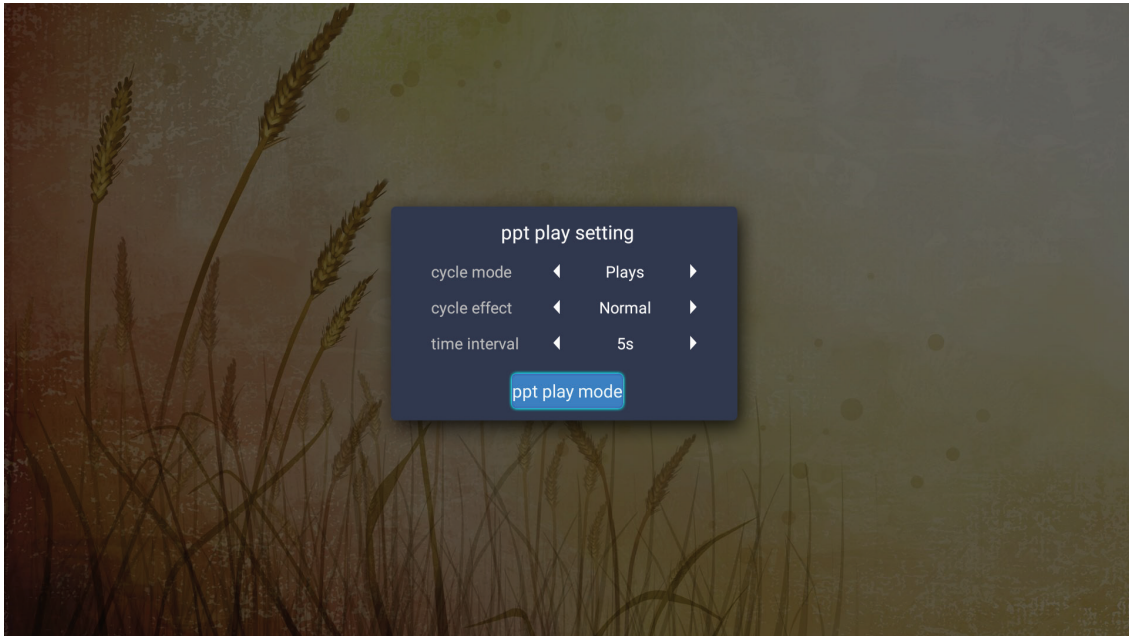 ppt play setting
cycle mode Plays
cycle effect Normal
time interval 5s
ppt play mode